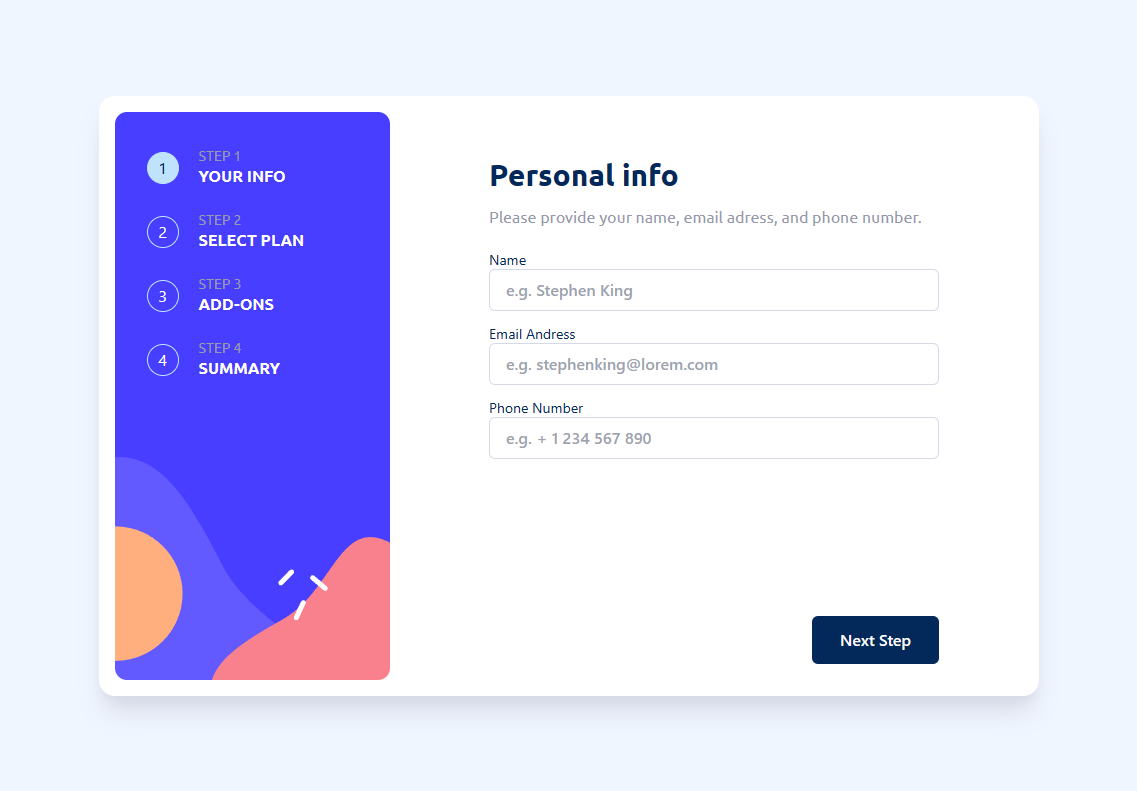 1
STEP 1
YOUR INFO
2
STEP 2
SELECT PLAN
3
STEP 3
ADD-ONS
4
STEP 4
SUMMARY
Personal info
Please provide your name, email adress, and phone number.
Name
e.g. Stephen King
Email Andress
e.g. stephenking@lorem.com
Phone Number
e.g. + 1 234 567 890
Next Step